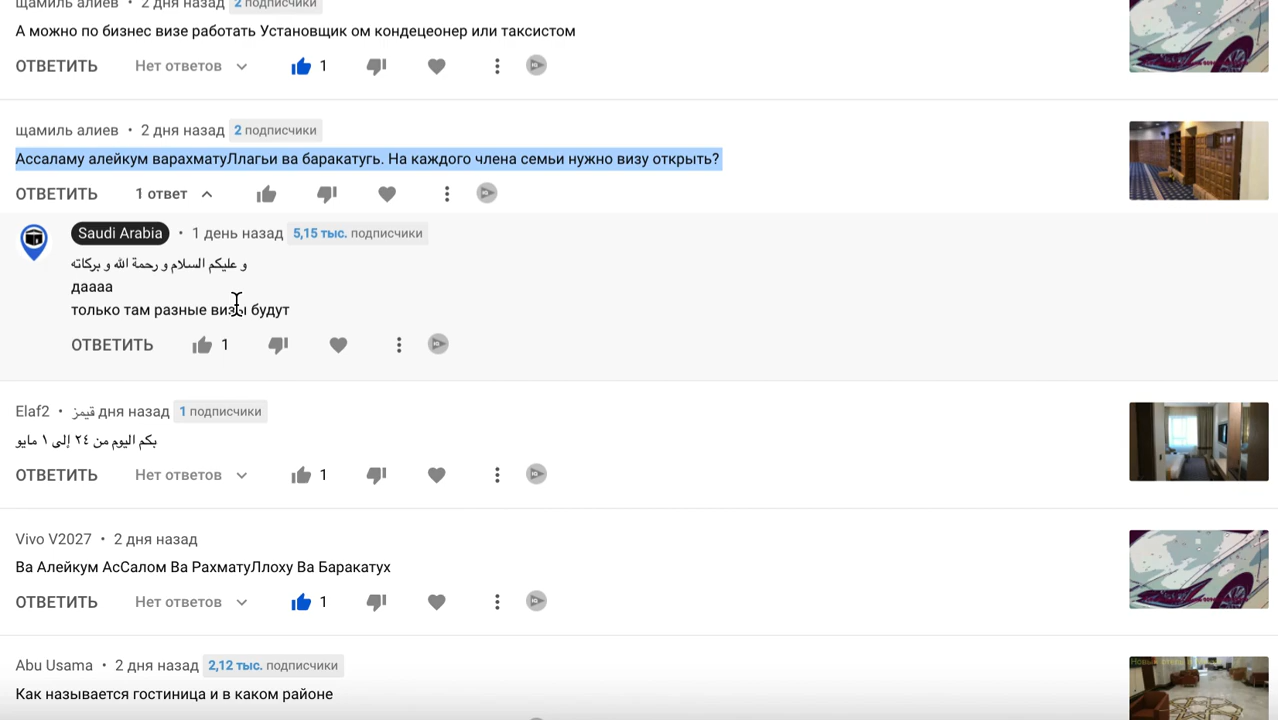 щамиль алиев • 2 дня назад 2 подписчики
А можно по бизнес визе работать Установщик ом кондецеонер или таксистом
ОТВЕТИТЬ Нет ответов 1
щамиль алиев • 2 дня назад 2 подписчики
Ассаламу алейкум варахматуЛлагьи ва баракатугь. На каждого члена семьи нужно визу открыть?
ОТВЕТИТЬ 1 ответ
Saudi Arabia • 1 день назад 5,15 тыс. подписчики
و عليكم السلام و رحمة الله و بركاته
даааа
только там разные визы будут
ОТВЕТИТЬ 1
Elaf2 • قيمز дня назад 1 подписчики
بكم اليوم من ٢٤ إلى ١ مايو
ОТВЕТИТЬ Нет ответов 1
Vivo V2027 • 2 дня назад
Ва Алейкум АсСалом Ва РахматуЛлоху Ва Баракатух
ОТВЕТИТЬ Нет ответов 1
Abu Usama • 2 дня назад 2,12 тыс. подписчики
Как называется гостиница и в каком районе